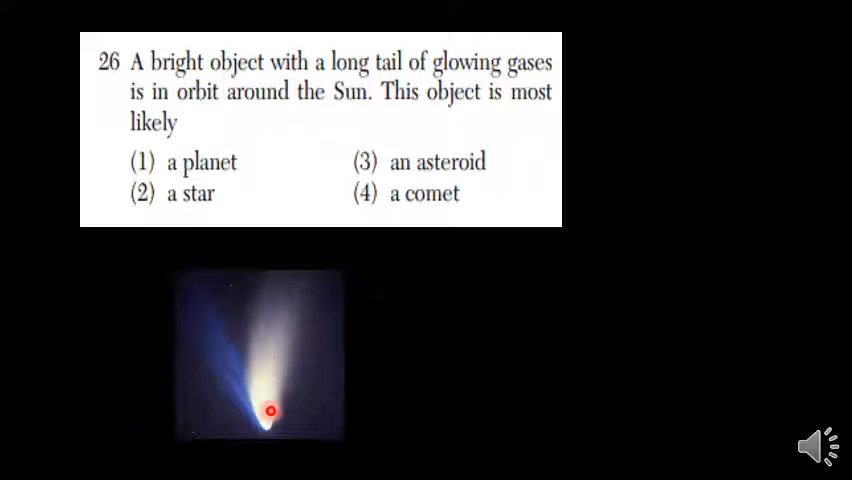 26 A bright object with a long tail of glowing gases
is in orbit around the Sun. This object is most
likely
(1) a planet (3) an asteroid
(2) a star (4) a comet